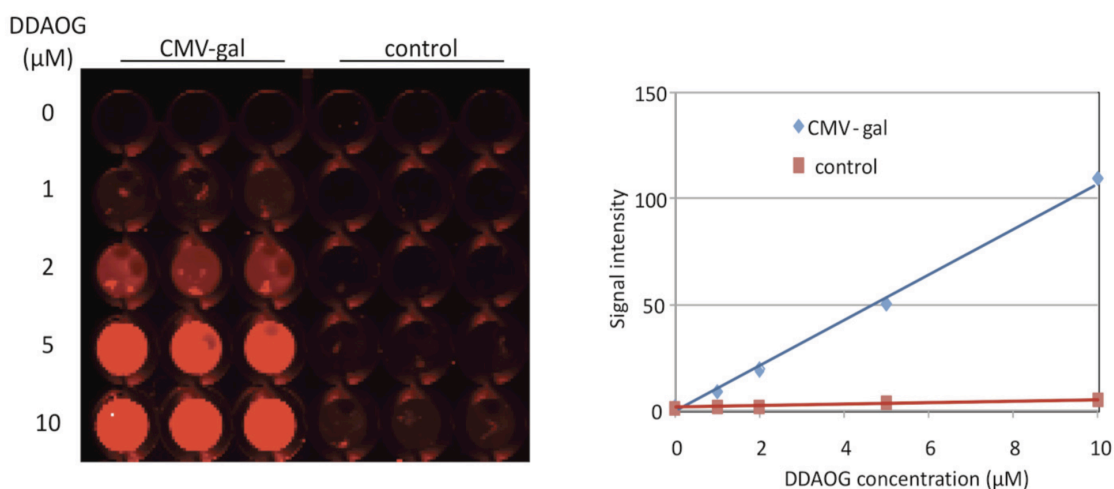 DDAOG
(μM)
CMV-gal
control
0
1
2
5
10
150
100
50
0
CMV-gal
control
Signal intensity
0
2
4
6
8
10
DDAOG concentration (μM)